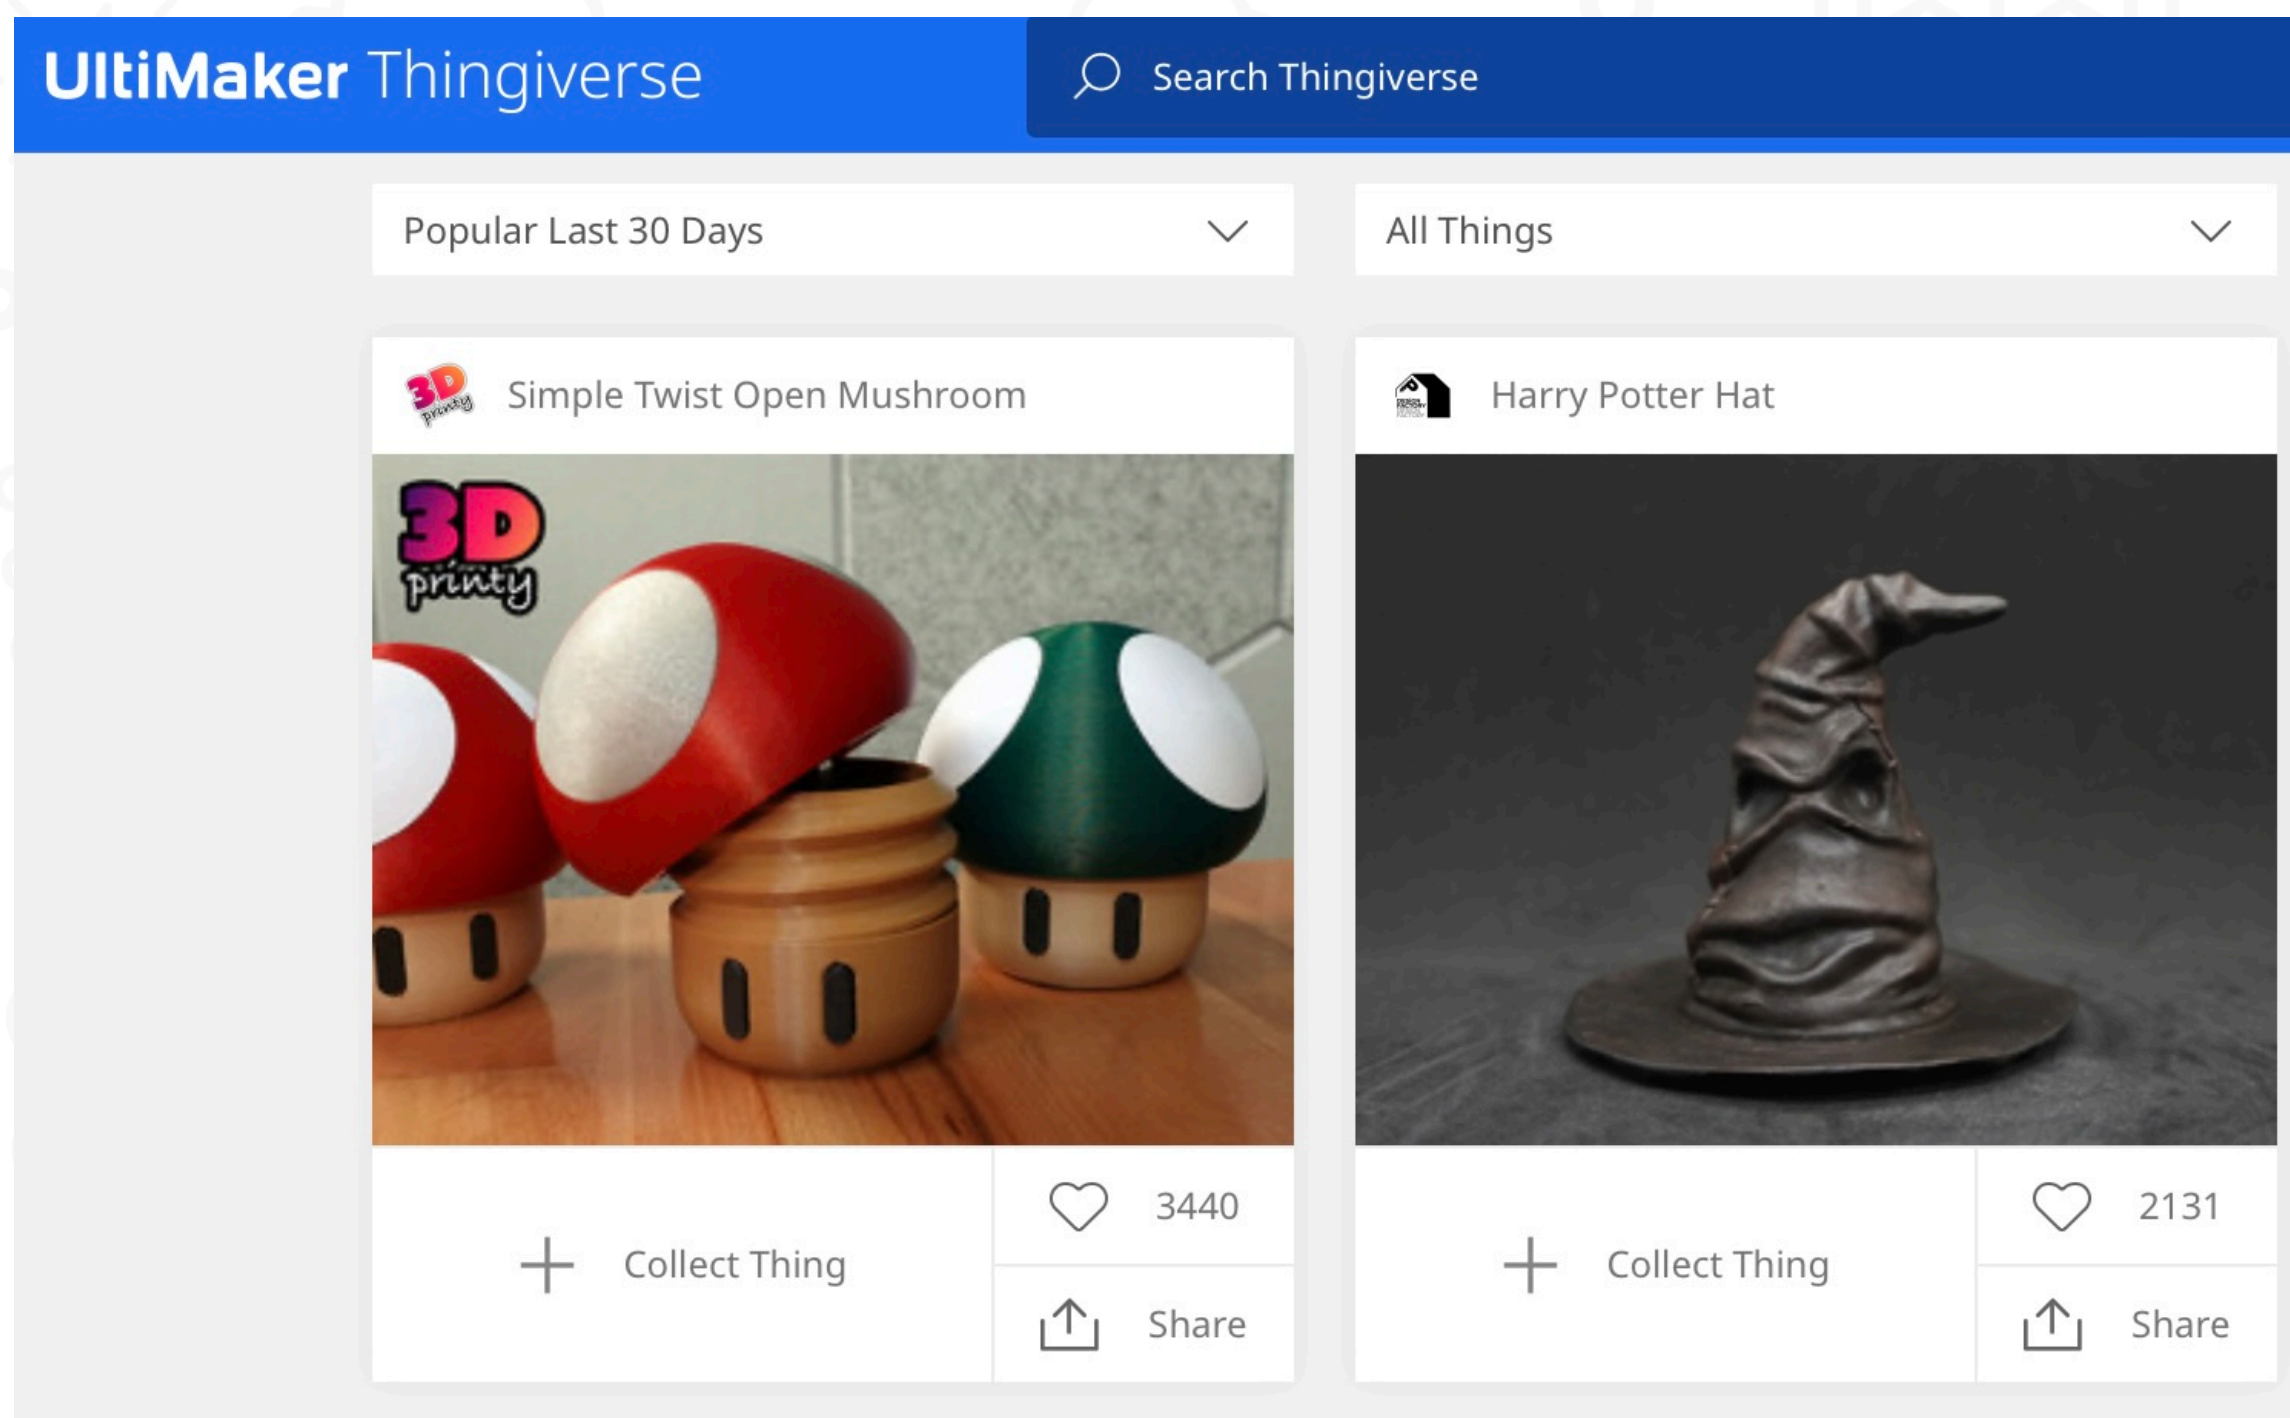 UltiMaker Thingiverse
Search Thingiverse
Popular Last 30 Days
All Things
3D printy
Simple Twist Open Mushroom
Harry Potter Hat
3D
printy
Collect Thing
3440
Share
Collect Thing
2131
Share